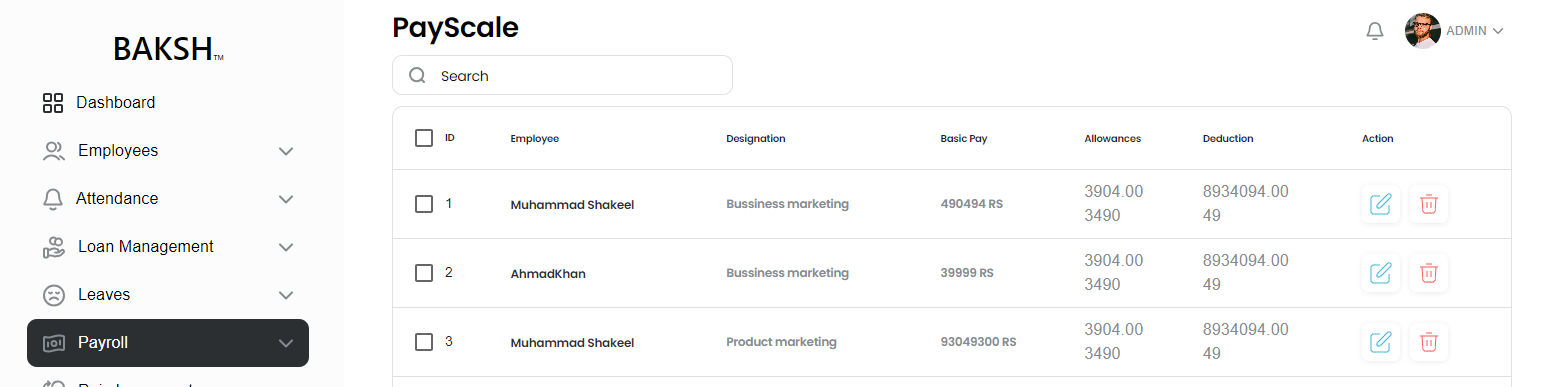 BAKSH TM
Dashboard
Employees
Attendance
Loan Management
Leaves
Payroll
PayScale
ADMIN
Search
ID Employee Designation Basic Pay Allowances Deduction Action
1 Muhammad Shakeel Bussiness marketing 490494 RS 3904.00 8934094.00
3490 49
2 AhmadKhan Bussiness marketing 39999 RS 3904.00 8934094.00
3490 49
3 Muhammad Shakeel Product marketing 93049300 RS 3904.00 8934094.00
3490 49